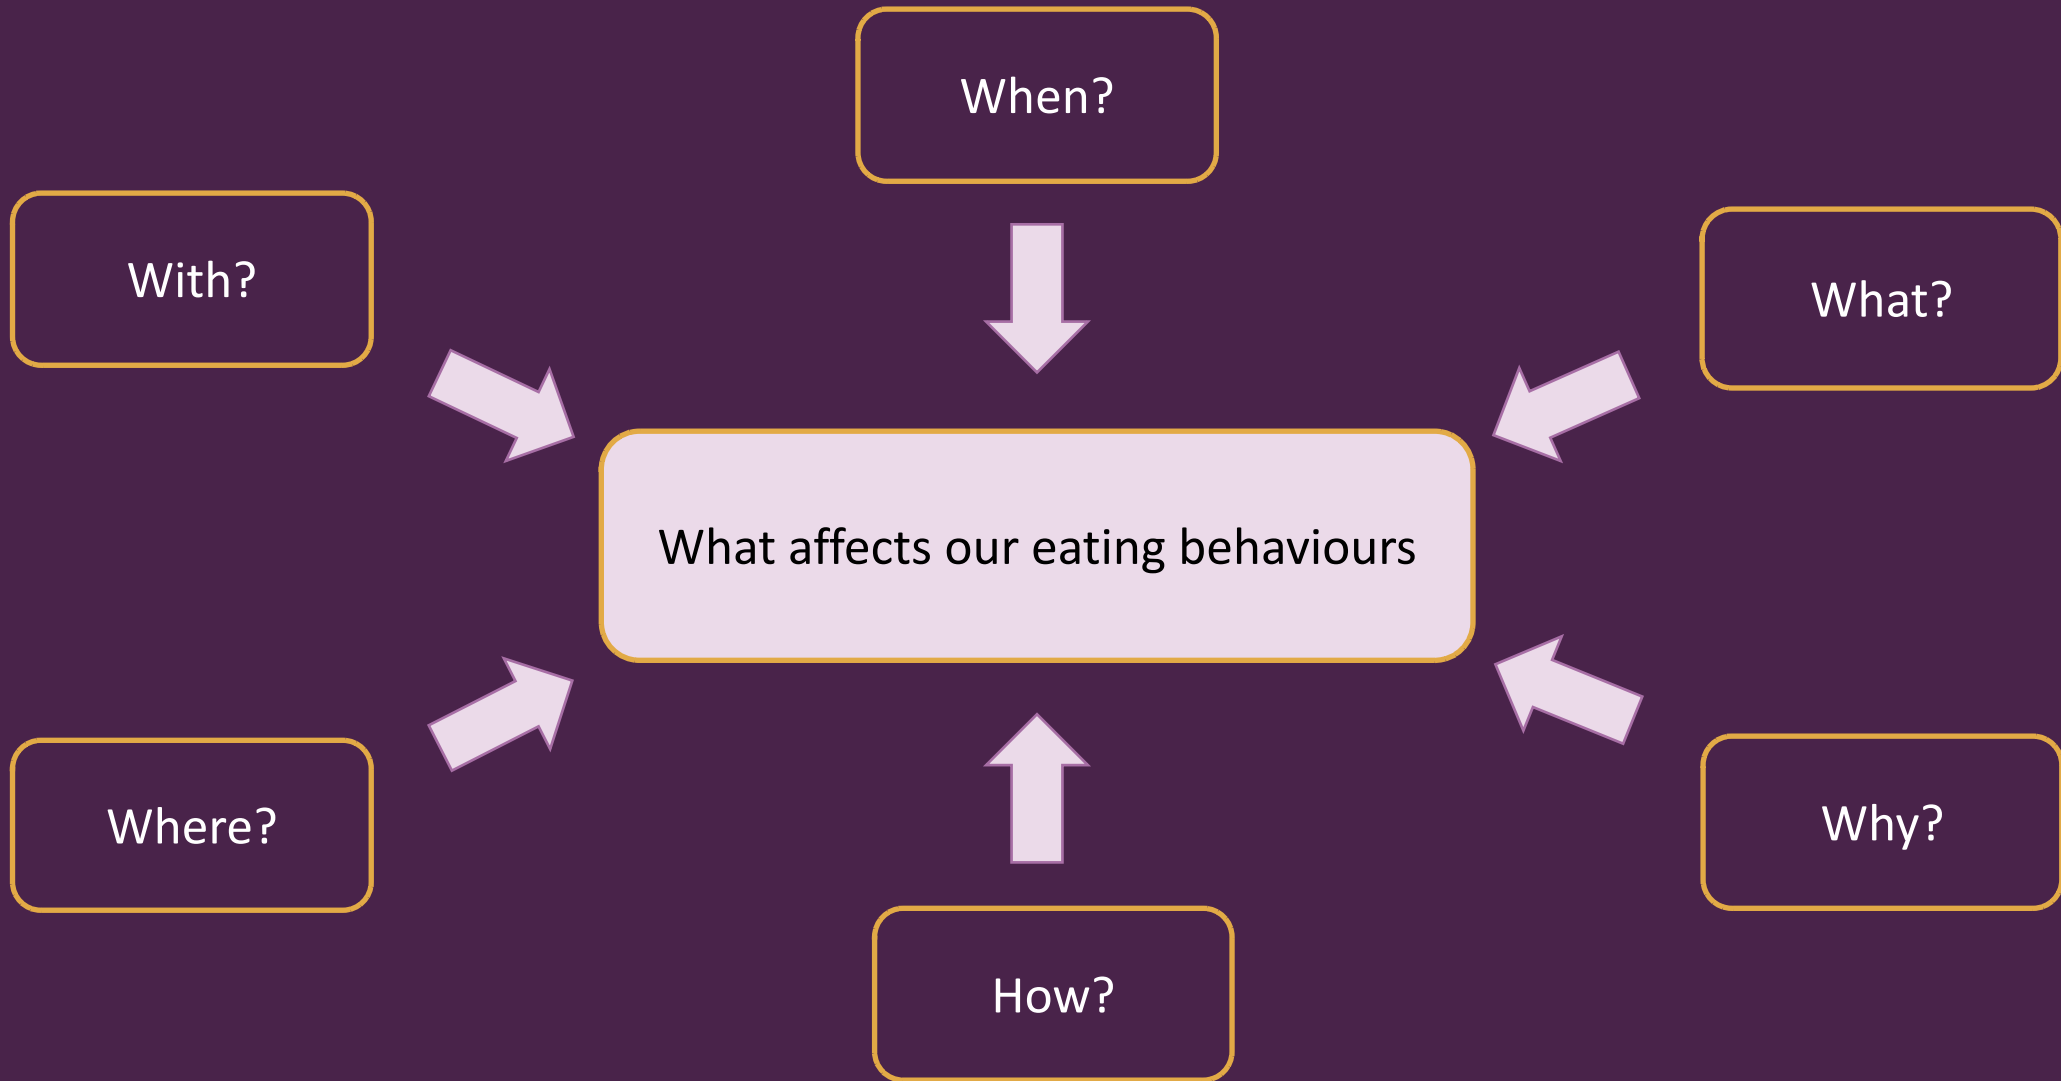 When?
With?
What?
What affects our eating behaviours
Where?
Why?
How?